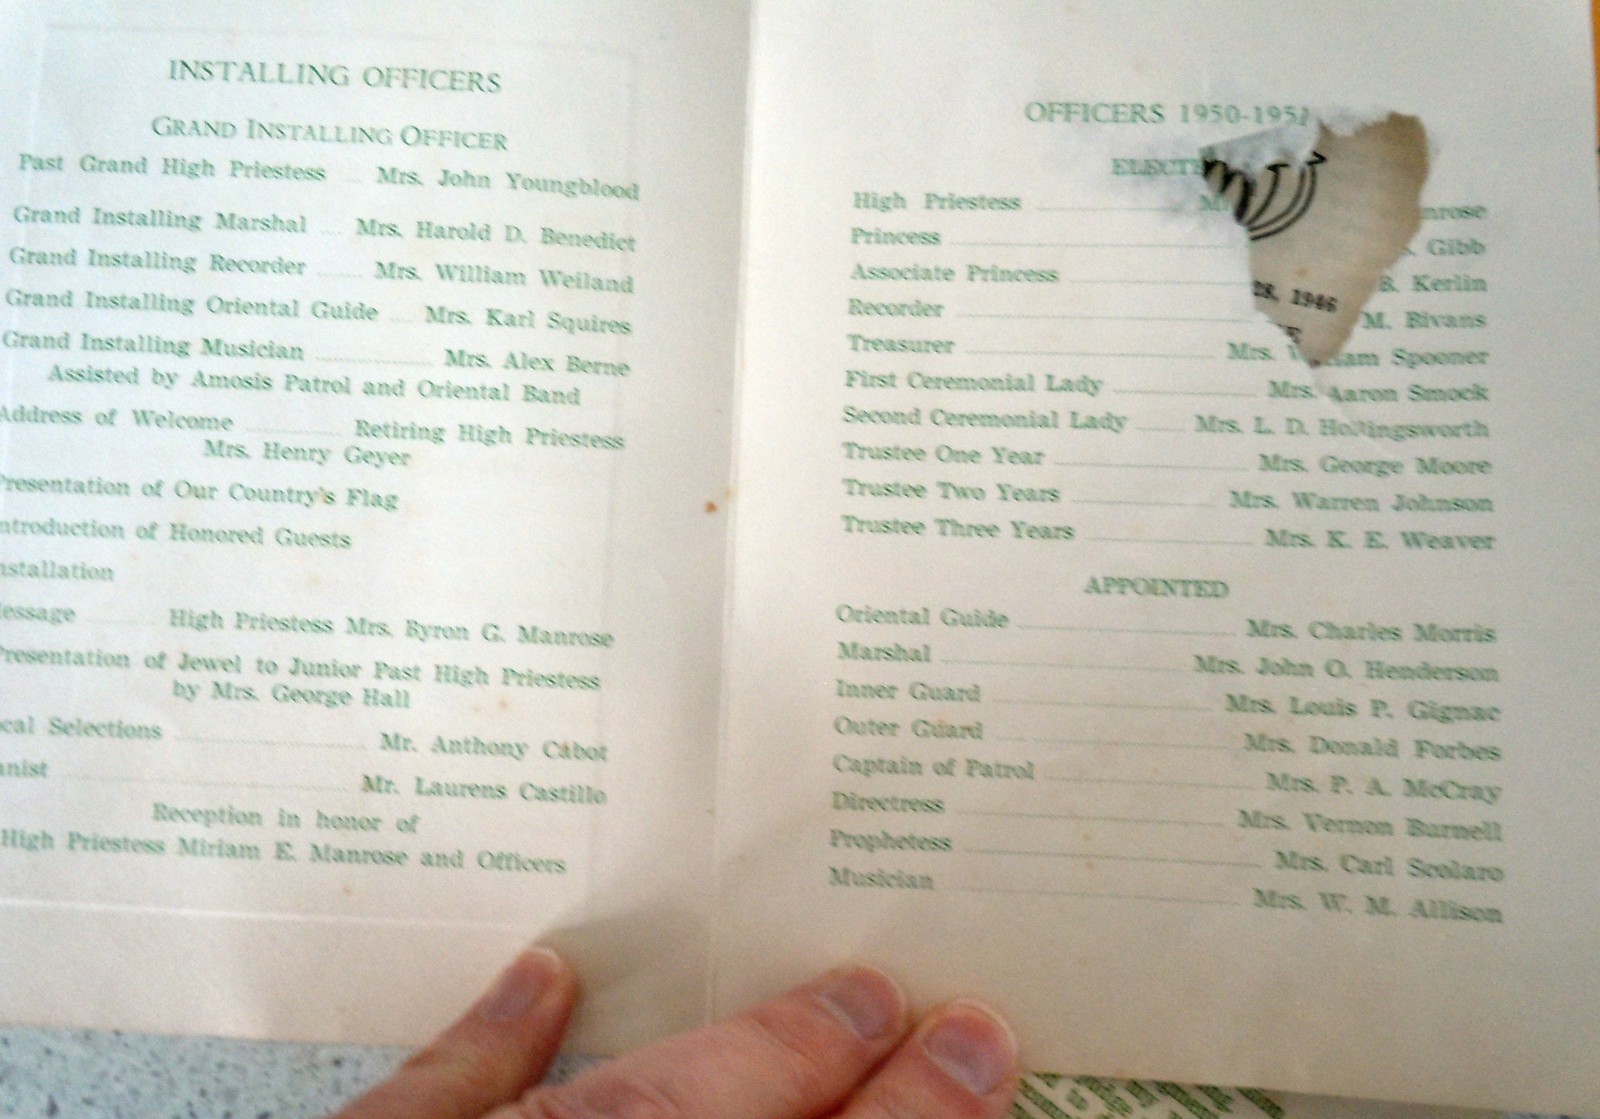 INSTALLING OFFICERS
GRAND INSTALLING OFFICER
Past Grand High Priestess Mrs. John Youngblood
Grand Installing Marshal Mrs. Harold D. Benedict
Grand Installing Recorder Mrs. William Weiland
Grand Installing Oriental Guide Mrs. Karl Squires
Grand Installing Musician Mrs. Alex Berne
Assisted by Amosis Patrol and Oriental Band
Address of Welcome Retiring High Priestess
Mrs. Henry Geyer
Presentation of Our Country's Flag
ntroduction of Honored Guests
nstallation
essage High Priestess Mrs. Byron G. Manrose
Presentation of Jewel to Junior Past High Priestess
by Mrs. George Hall
ocal Selections Mr. Anthony Cabot
anist Mr. Laurens Castillo
Reception in honor of
High Priestess Miriam E. Manrose and Officers
OFFICERS 1950-1951
ELECTE
High Priestess M nrose
Princess . Gibb
Associate Princess B. Kerlin
Recorder M. Bivans
Treasurer Mrs. W iam Spooner
First Ceremonial Lady Mrs. Aaron Smock
Second Ceremonial Lady Mrs. L. D. Hollingsworth
Trustee One Year Mrs. George Moore
Trustee Two Years Mrs. Warren Johnson
Trustee Three Years Mrs. K. E. Weaver
APPOINTED
Oriental Guide Mrs. Charles Morris
Marshal Mrs. John O. Henderson
Inner Guard Mrs. Louis P. Gignac
Outer Guard Mrs. Donald Forbes
Captain of Patrol Mrs. P. A. McCray
Directress Mrs. Vernon Burnell
Prophetess Mrs. Carl Scolaro
Musician Mrs. W. M. Allison
28, 1946